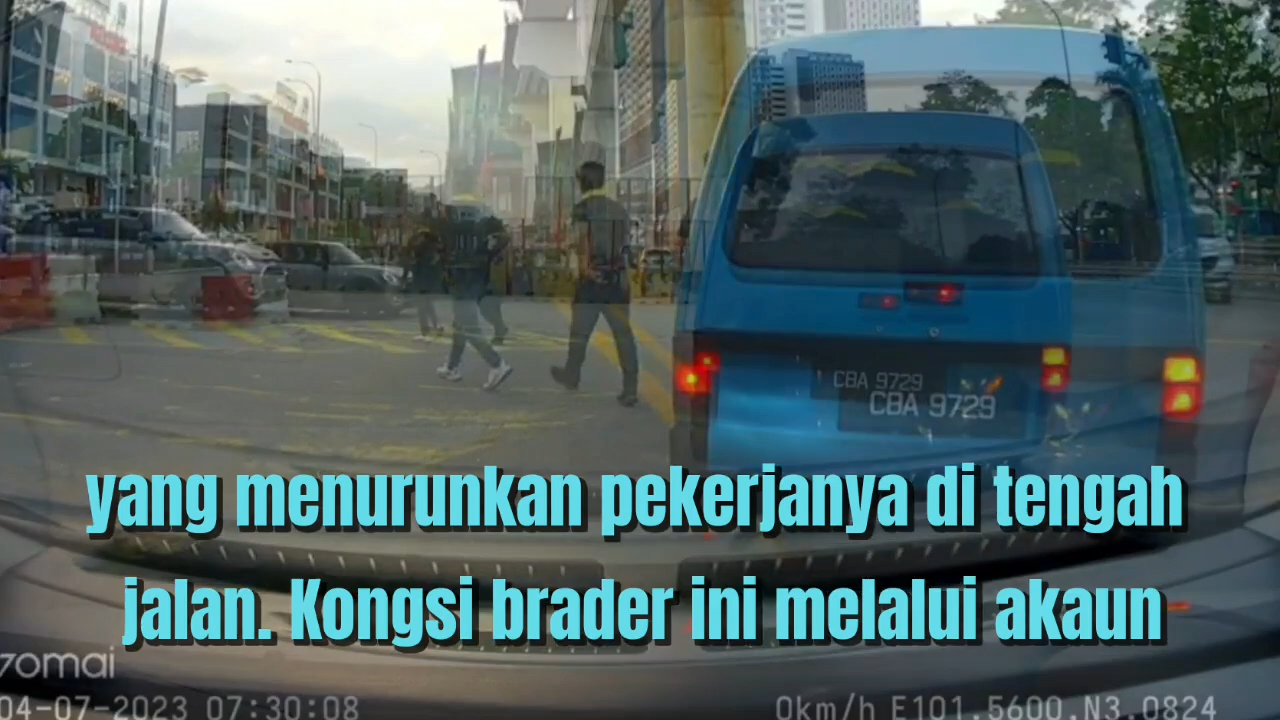 CBA 9729
CBA 9729
yang menurunkan pekerjanya di tengah
jalan. Kongsi brader ini melalui akaun
70mai
04-07-2023 07:30:08
0km/h E101.5600,N3.0824